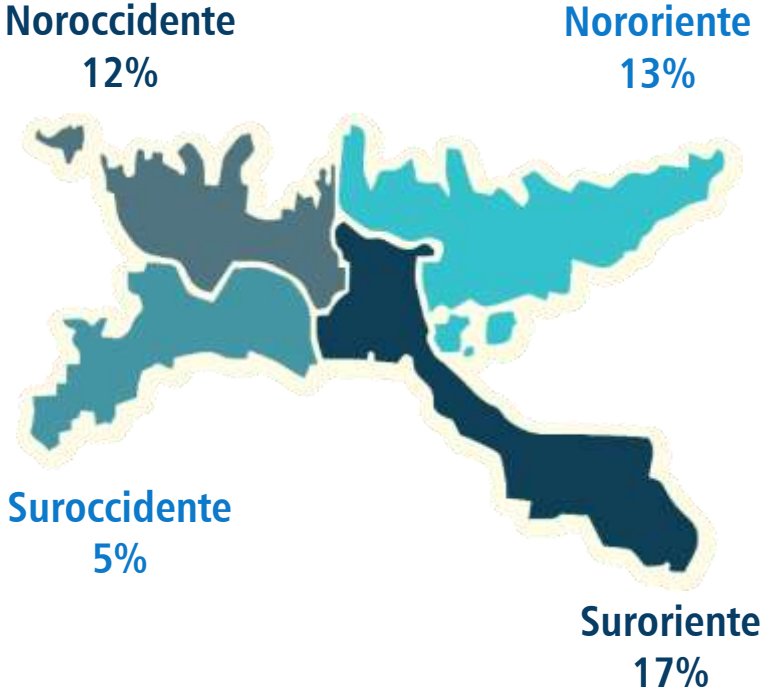 Noroccidente
12%
Nororiente
13%
Suroccidente
5%
Suroriente
17%